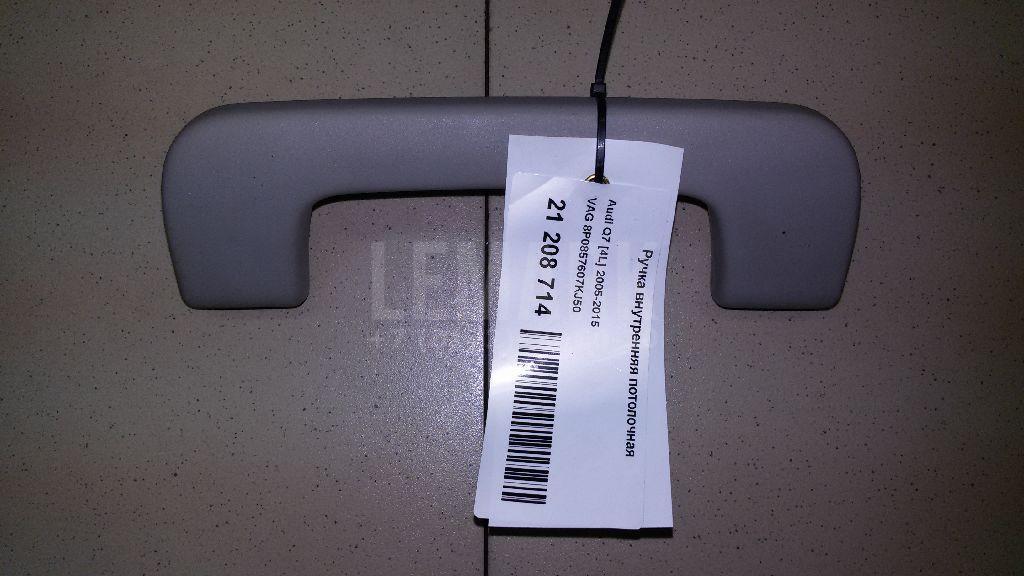 Ручка внутренняя потолочная
Audi Q7 [4L] 2005-2015
VAG 8P0857607KJ50
21 208 714